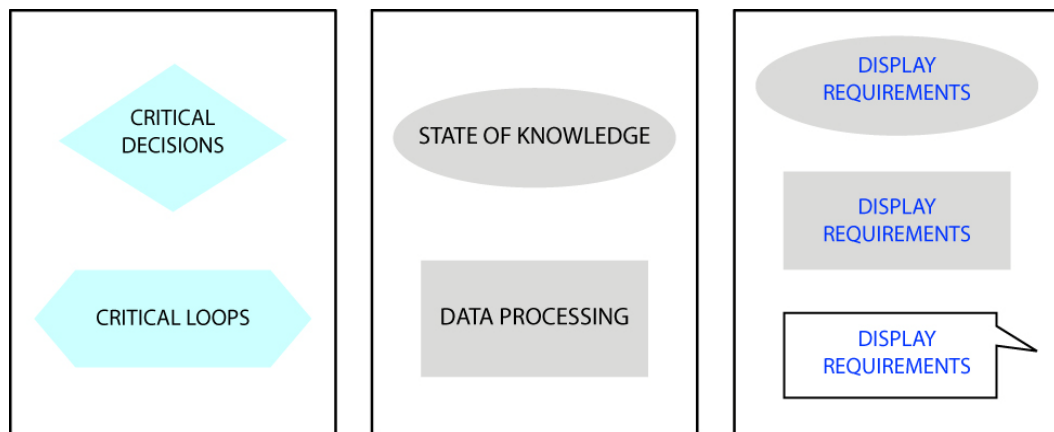 CRITICAL
DECISIONS
CRITICAL LOOPS
STATE OF KNOWLEDGE
DATA PROCESSING
DISPLAY
REQUIREMENTS
DISPLAY
REQUIREMENTS
DISPLAY
REQUIREMENTS